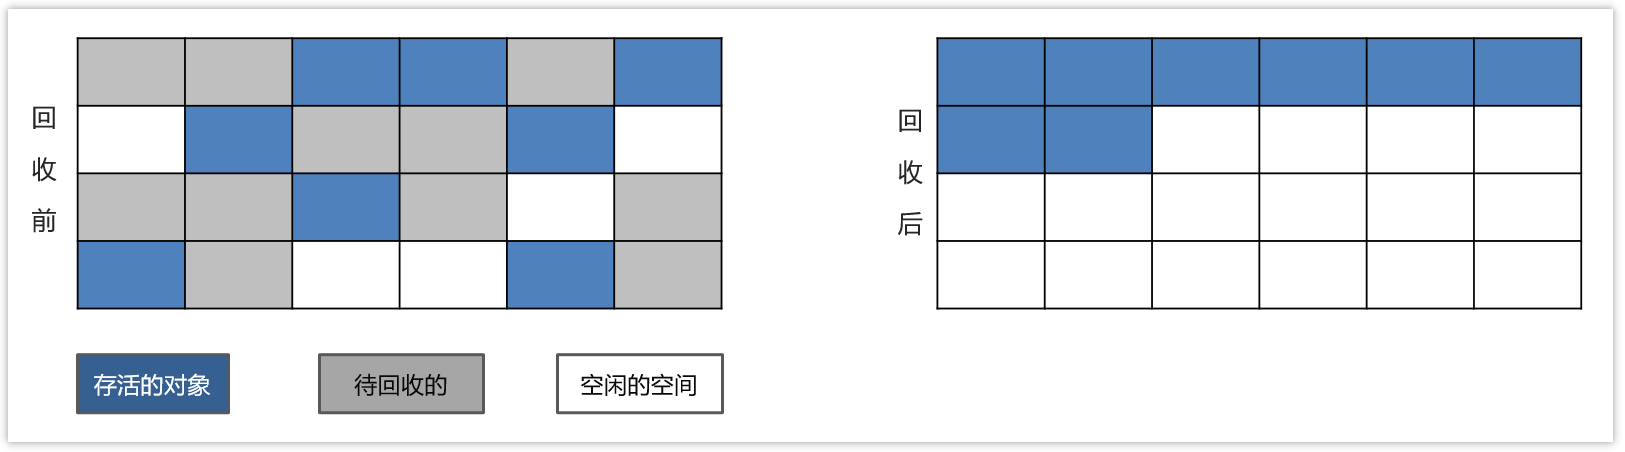 回收前
回收后
存活的对象
待回收的
空闲的空间